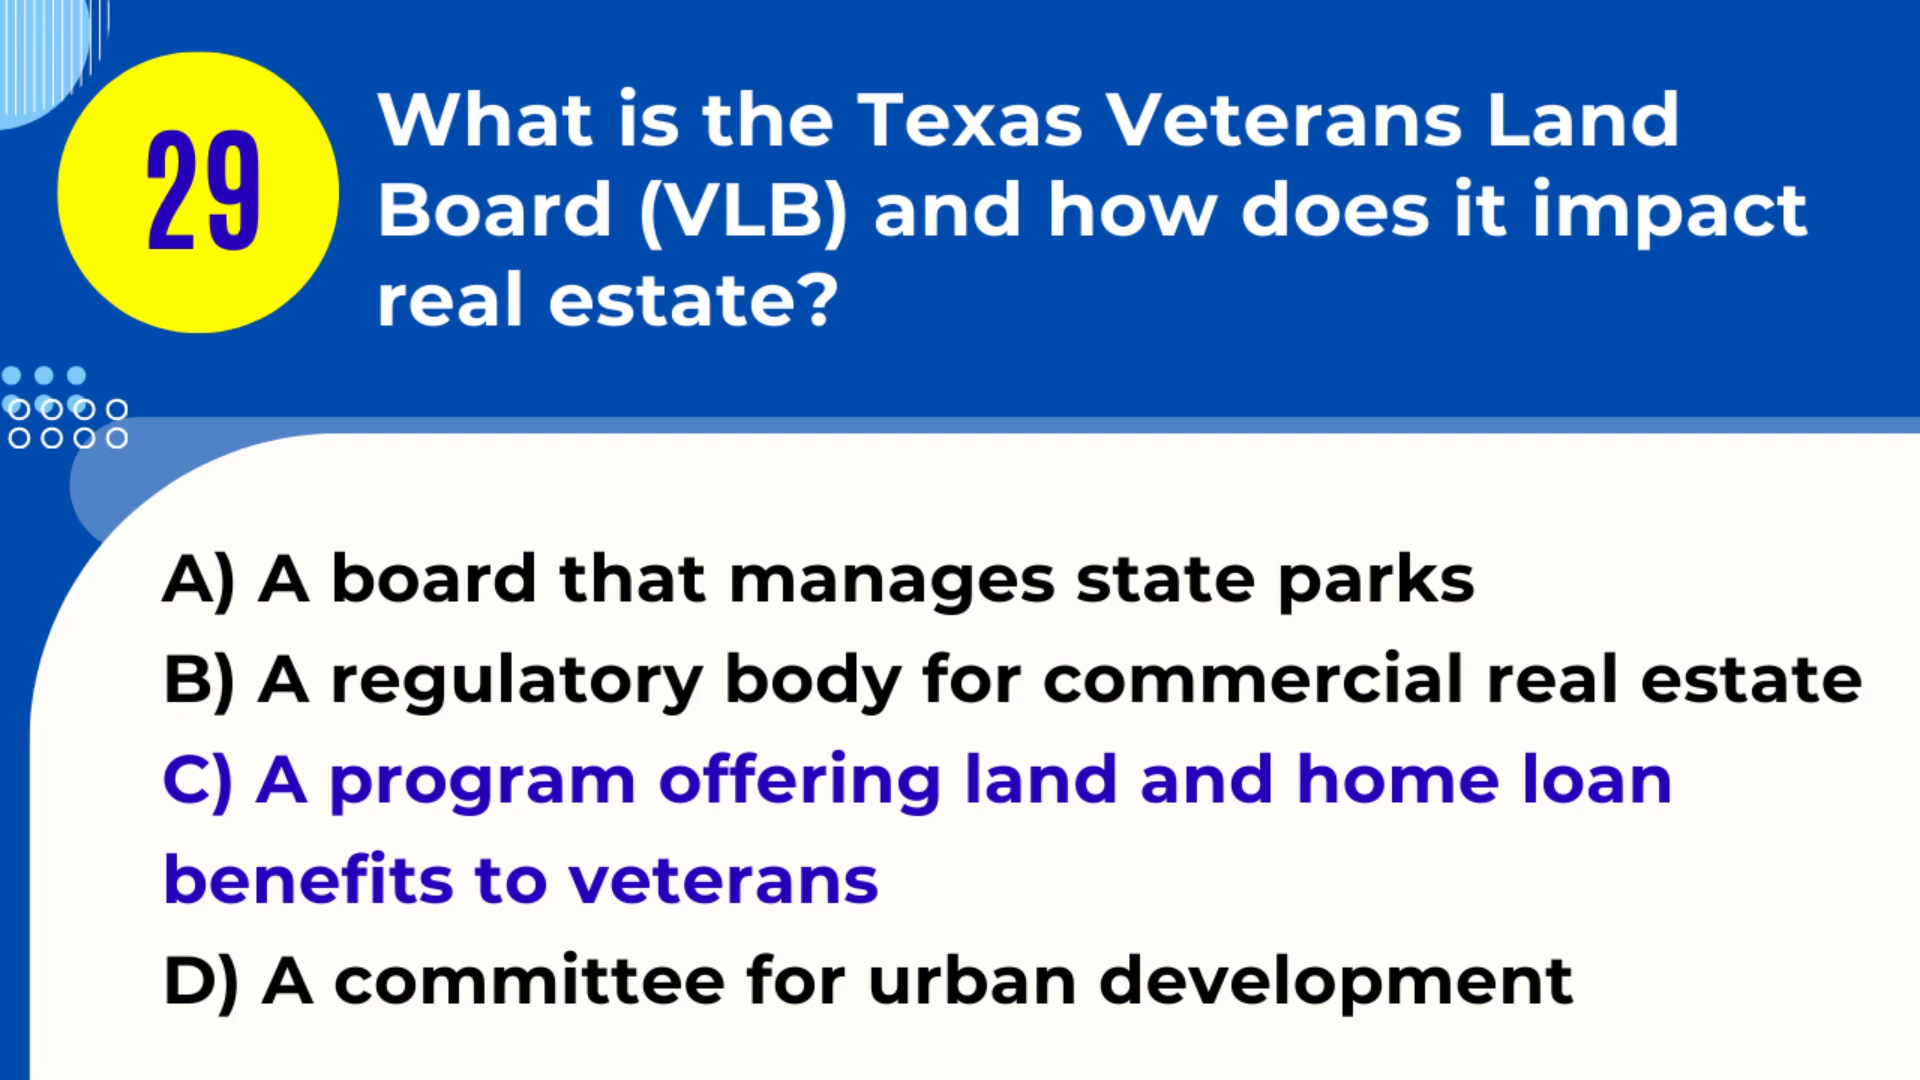 29
What is the Texas Veterans Land
Board (VLB) and how does it impact
real estate?
A) A board that manages state parks
B) A regulatory body for commercial real estate
C) A program offering land and home loan
benefits to veterans
D) A committee for urban development